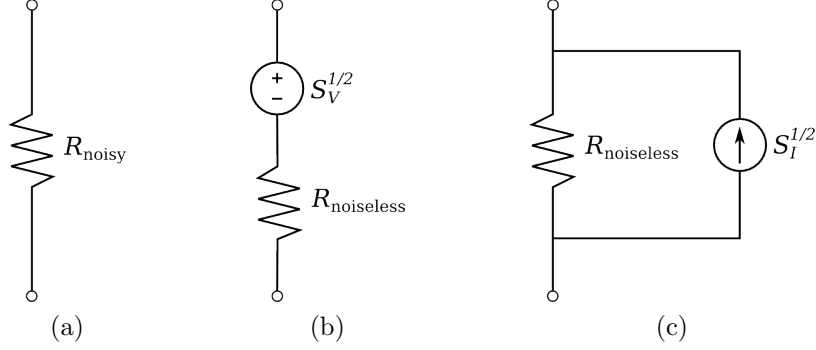 R_noisy
(a)
+
−
S_V^{1/2}
R_noiseless
(b)
R_noiseless
S_I^{1/2}
(c)